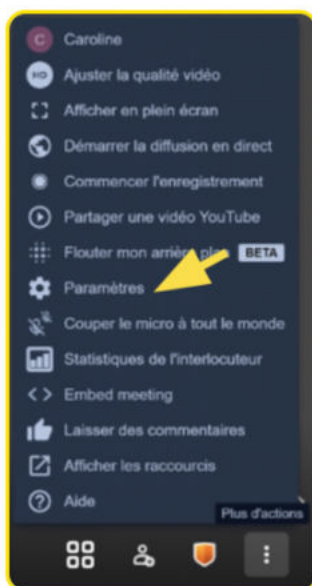 C
Caroline
HD
Ajuster la qualité vidéo
Afficher en plein écran
Démarrer la diffusion en direct
Commencer l'enregistrement
Partager une vidéo YouTube
Flouter mon arrière plan BETA
Paramètres
Couper le micro à tout le monde
Statistiques de l'interlocuteur
Embed meeting
Laisser des commentaires
Afficher les raccourcis
Aide
Plus d'actions